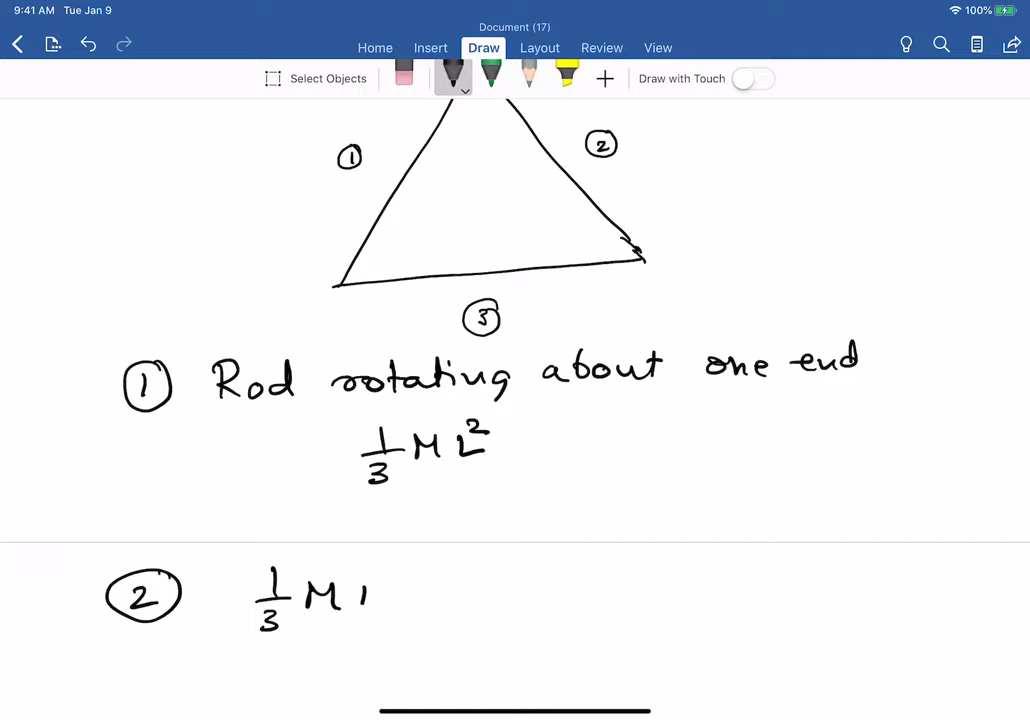 9:41 AM Tue Jan 9 100%
Document (17)
Home Insert Draw Layout Review View
Select Objects Draw with Touch
1 2
3
1 Rod rotating about one end
1/3 M L²
2 1/3 M